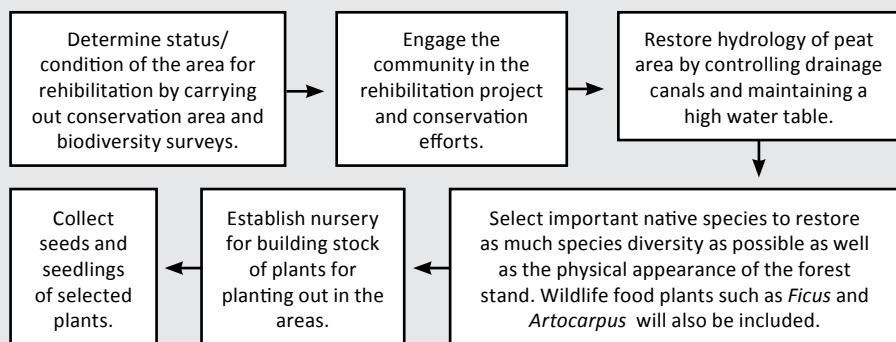 Determine status/
condition of the area for
rehibilitation by carrying
out conservation area and
biodiversity surveys.
Engage the
community in the
rehibilitation project
and conservation
efforts.
Restore hydrology of peat
area by controlling drainage
canals and maintaining a
high water table.
Select important native species to restore
as much species diversity as possible as well
as the physical appearance of the forest
stand. Wildlife food plants such as Ficus and
Artocarpus will also be included.
Establish nursery
for building stock
of plants for
planting out in the
areas.
Collect
seeds and
seedlings
of selected
plants.